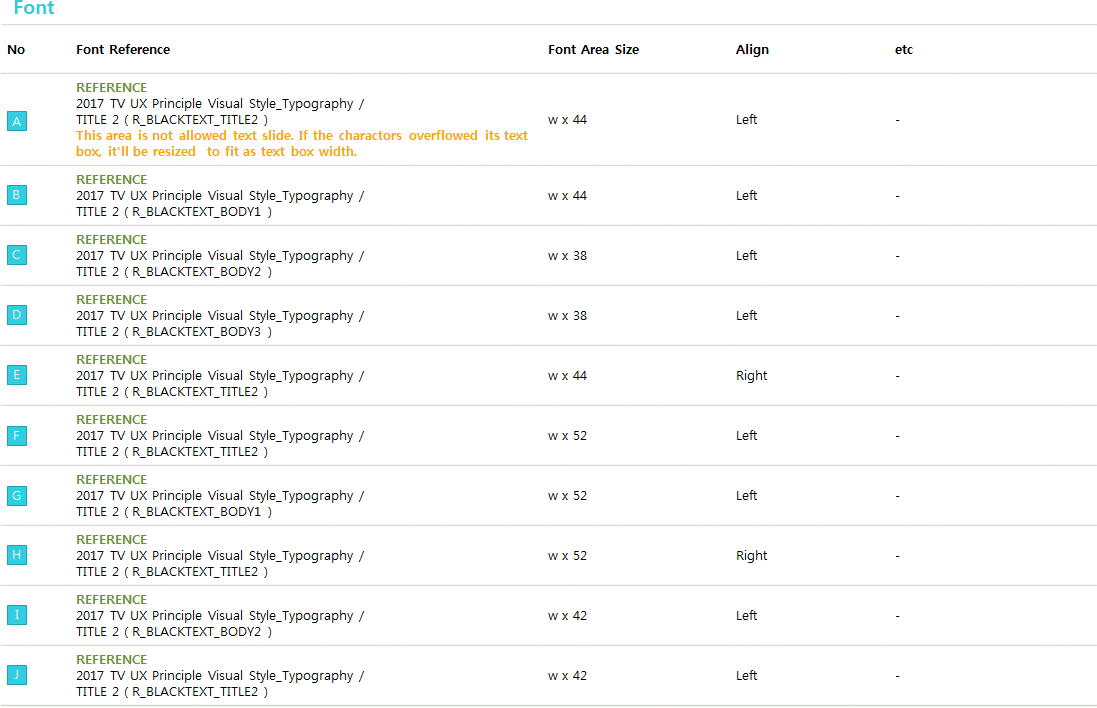 Font
No Font Reference Font Area Size Align etc
REFERENCE
2017 TV UX Principle Visual Style_Typography /
A TITLE 2 ( R_BLACKTEXT_TITLE2 ) w x 44 Left -
This area is not allowed text slide. If the charactors overflowed its text
box, it'll be resized to fit as text box width.
REFERENCE
B 2017 TV UX Principle Visual Style_Typography / w x 44 Left -
TITLE 2 ( R_BLACKTEXT_BODY1 )
REFERENCE
C 2017 TV UX Principle Visual Style_Typography / w x 38 Left -
TITLE 2 ( R_BLACKTEXT_BODY2 )
REFERENCE
D 2017 TV UX Principle Visual Style_Typography / w x 38 Left -
TITLE 2 ( R_BLACKTEXT_BODY3 )
REFERENCE
E 2017 TV UX Principle Visual Style_Typography / w x 44 Right -
TITLE 2 ( R_BLACKTEXT_TITLE2 )
REFERENCE
F 2017 TV UX Principle Visual Style_Typography / w x 52 Left -
TITLE 2 ( R_BLACKTEXT_TITLE2 )
REFERENCE
G 2017 TV UX Principle Visual Style_Typography / w x 52 Left -
TITLE 2 ( R_BLACKTEXT_BODY1 )
REFERENCE
H 2017 TV UX Principle Visual Style_Typography / w x 52 Right -
TITLE 2 ( R_BLACKTEXT_TITLE2 )
REFERENCE
I 2017 TV UX Principle Visual Style_Typography / w x 42 Left -
TITLE 2 ( R_BLACKTEXT_BODY2 )
REFERENCE
J 2017 TV UX Principle Visual Style_Typography / w x 42 Left -
TITLE 2 ( R_BLACKTEXT_TITLE2 )